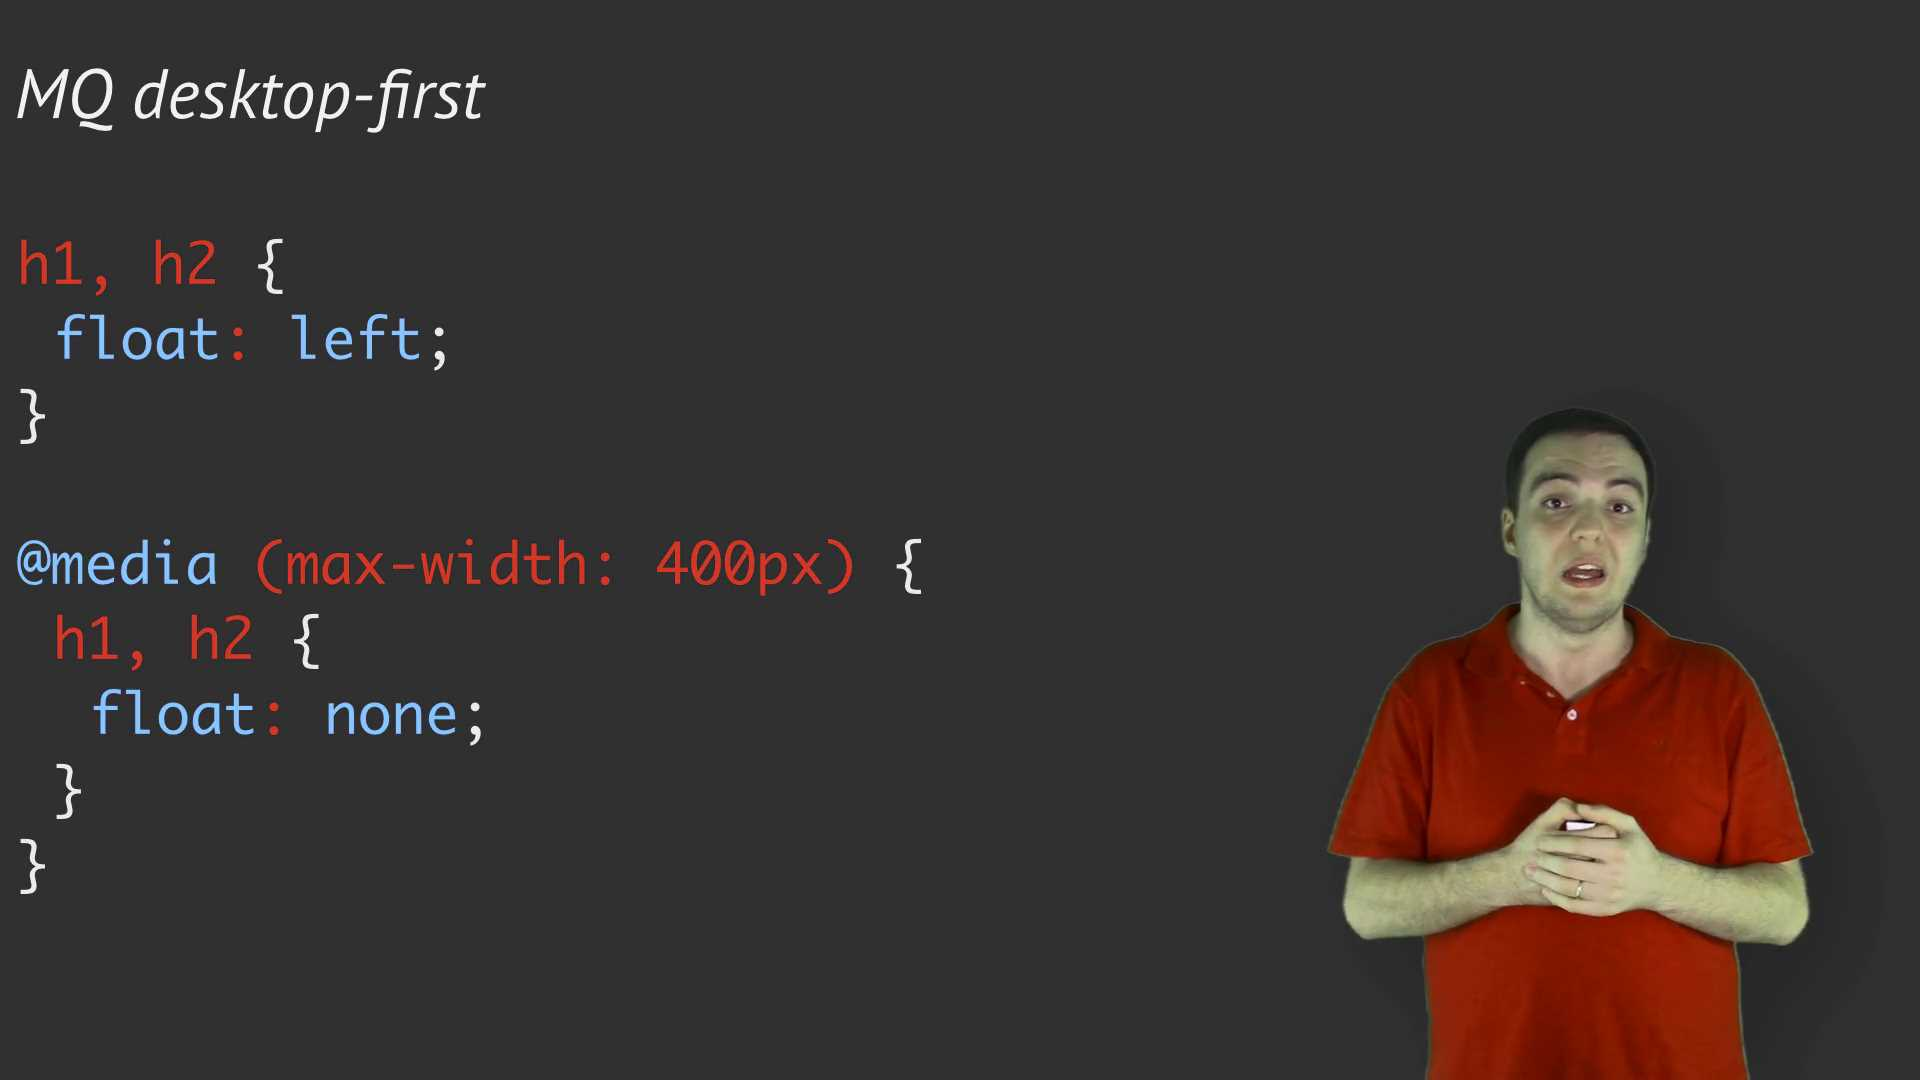 MQ desktop-first
h1, h2 {
float: left;
}
@media (max-width: 400px) {
h1, h2 {
float: none;
}
}